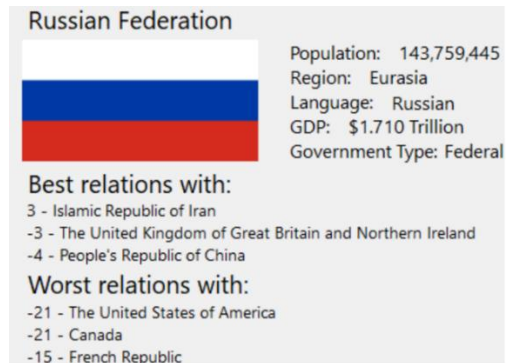 Russian Federation
Population: 143,759,445
Region: Eurasia
Language: Russian
GDP: $1.710 Trillion
Government Type: Federal
Best relations with:
3 - Islamic Republic of Iran
-3 - The United Kingdom of Great Britain and Northern Ireland
-4 - People's Republic of China
Worst relations with:
-21 - The United States of America
-21 - Canada
-15 - French Republic